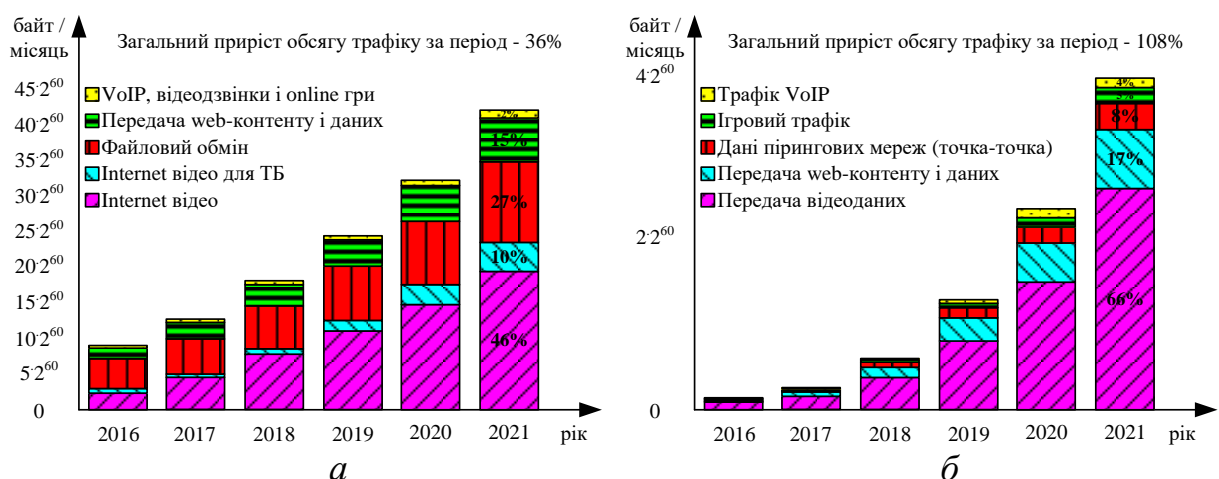 байт /
місяць
Загальний приріст обсягу трафіку за період - 36%
45·2⁶⁰
40·2⁶⁰
35·2⁶⁰
30·2⁶⁰
25·2⁶⁰
20·2⁶⁰
15·2⁶⁰
10·2⁶⁰
5·2⁶⁰
0
VoIP, відеодзвінки і online гри
Передача web-контенту і даних
Файловий обмін
Internet відео для ТБ
Internet відео
2%
15%
27%
10%
46%
2016 2017 2018 2019 2020 2021 рік
а
байт /
місяць
Загальний приріст обсягу трафіку за період - 108%
4·2⁶⁰
2·2⁶⁰
0
Трафік VoIP
Ігровий трафік
Дані пірингових мереж (точка-точка)
Передача web-контенту і даних
Передача відеоданих
4%
5%
8%
17%
66%
2016 2017 2018 2019 2020 2021 рік
б